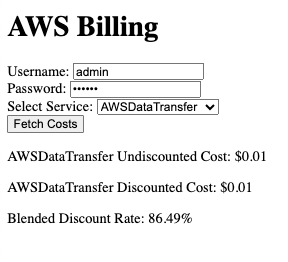 AWS Billing
Username: admin
Password: ••••••
Select Service: AWSDataTransfer
Fetch Costs
AWSDataTransfer Undiscounted Cost: $0.01
AWSDataTransfer Discounted Cost: $0.01
Blended Discount Rate: 86.49%